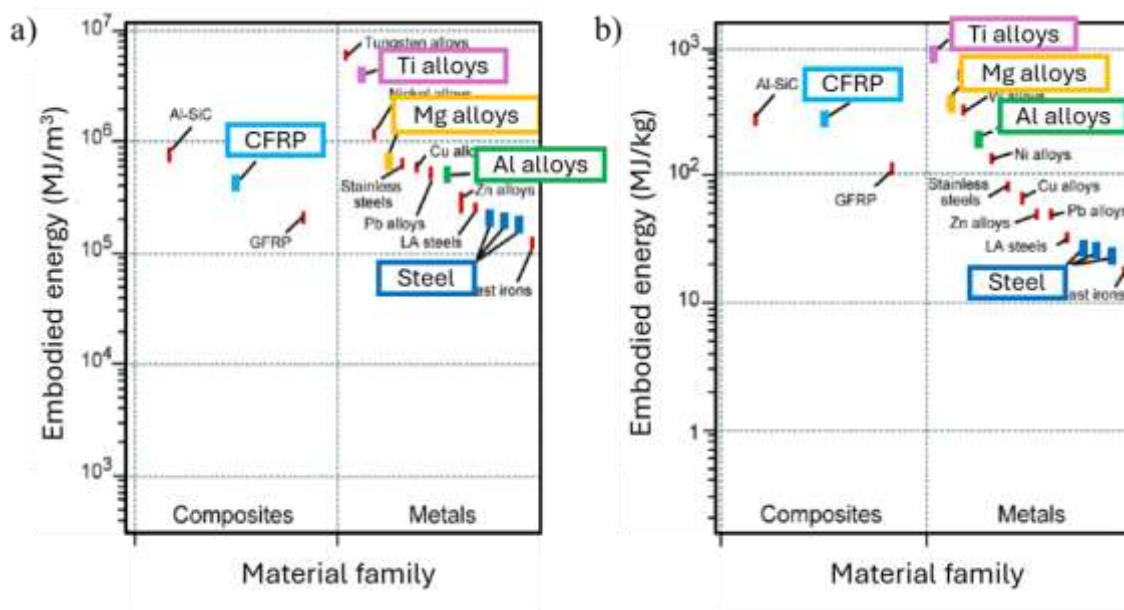 a)
Embodied energy (MJ/m³)
10⁷
10⁶
10⁵
10⁴
10³
Al-SiC
CFRP
GFRP
Tungsten alloys
Ti alloys
Nickel alloys
Mg alloys
Cu
Al alloys
Stainless
steels
Zn alloys
Pb alloys
LA steels
Steel
ast irons
Composites
Metals
Material family
b)
Embodied energy (MJ/kg)
10³
10²
10
1
Al-SiC
CFRP
GFRP
Ti alloys
Mg alloys
alloys
Al alloys
Ni alloys
Stainless
steels
Cu alloys
Zn alloys
Pb alloys
LA steels
Steel
ast irons
Composites
Metals
Material family